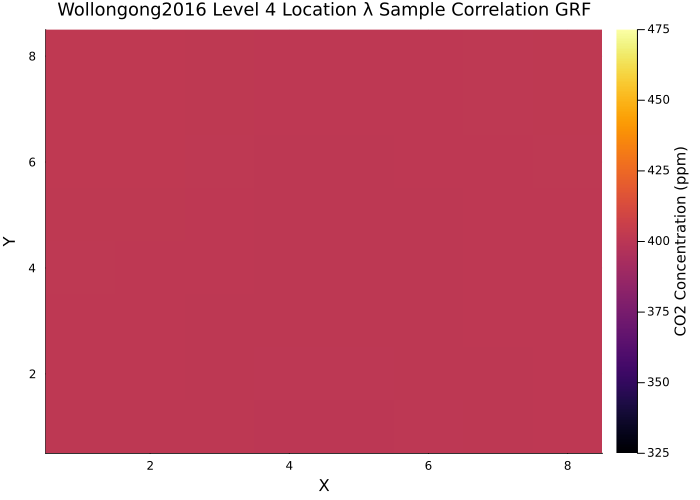 Wollongong2016 Level 4 Location λ Sample Correlation GRF
8
6
4
2
Y
2 4 6 8
X
475
450
425
400
375
350
325
CO2 Concentration (ppm)